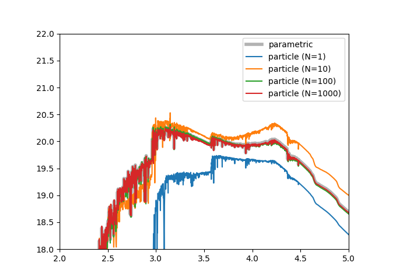 22.0
21.5
21.0
20.5
20.0
19.5
19.0
18.5
18.0
2.0 2.5 3.0 3.5 4.0 4.5 5.0
parametric
particle (N=1)
particle (N=10)
particle (N=100)
particle (N=1000)